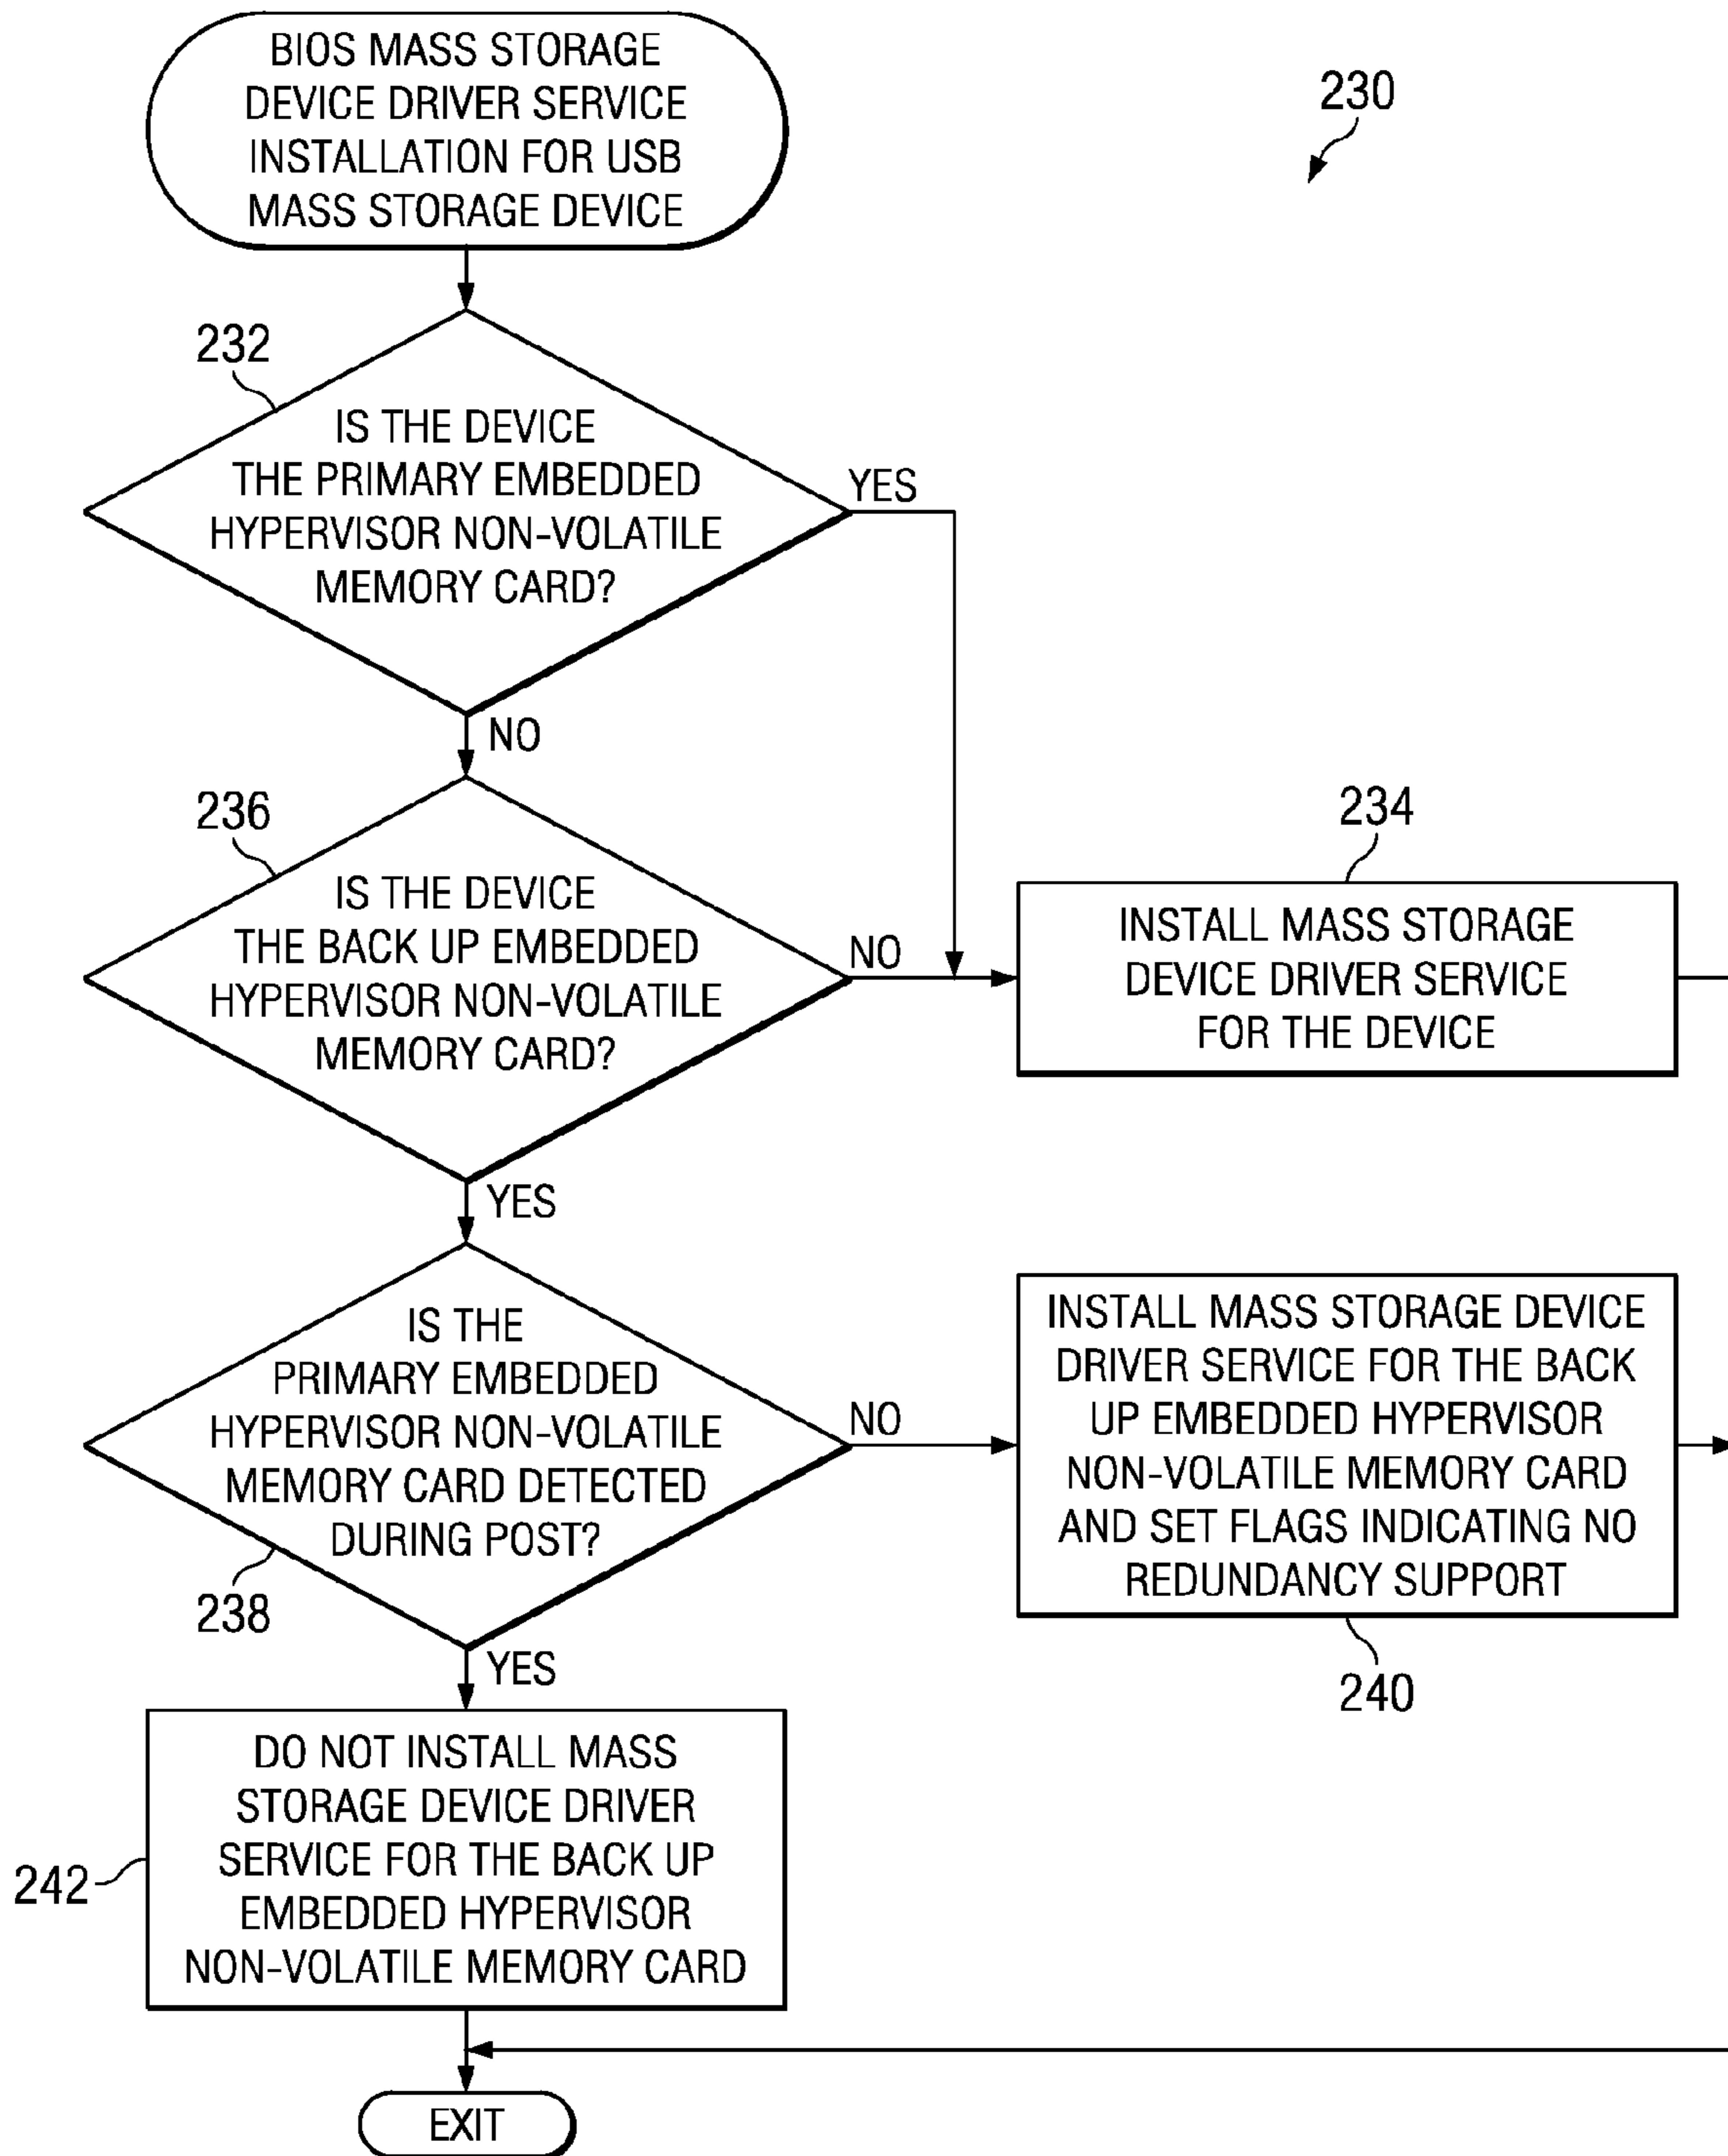 BIOS MASS STORAGE
DEVICE DRIVER SERVICE
INSTALLATION FOR USB
MASS STORAGE DEVICE
230
232
IS THE DEVICE
THE PRIMARY EMBEDDED
HYPERVISOR NON-VOLATILE
MEMORY CARD?
YES
NO
236
IS THE DEVICE
THE BACK UP EMBEDDED
HYPERVISOR NON-VOLATILE
MEMORY CARD?
NO
234
INSTALL MASS STORAGE
DEVICE DRIVER SERVICE
FOR THE DEVICE
YES
IS THE
PRIMARY EMBEDDED
HYPERVISOR NON-VOLATILE
MEMORY CARD DETECTED
DURING POST?
238
NO
INSTALL MASS STORAGE DEVICE
DRIVER SERVICE FOR THE BACK
UP EMBEDDED HYPERVISOR
NON-VOLATILE MEMORY CARD
AND SET FLAGS INDICATING NO
REDUNDANCY SUPPORT
240
YES
DO NOT INSTALL MASS
STORAGE DEVICE DRIVER
SERVICE FOR THE BACK UP
EMBEDDED HYPERVISOR
NON-VOLATILE MEMORY CARD
242
EXIT